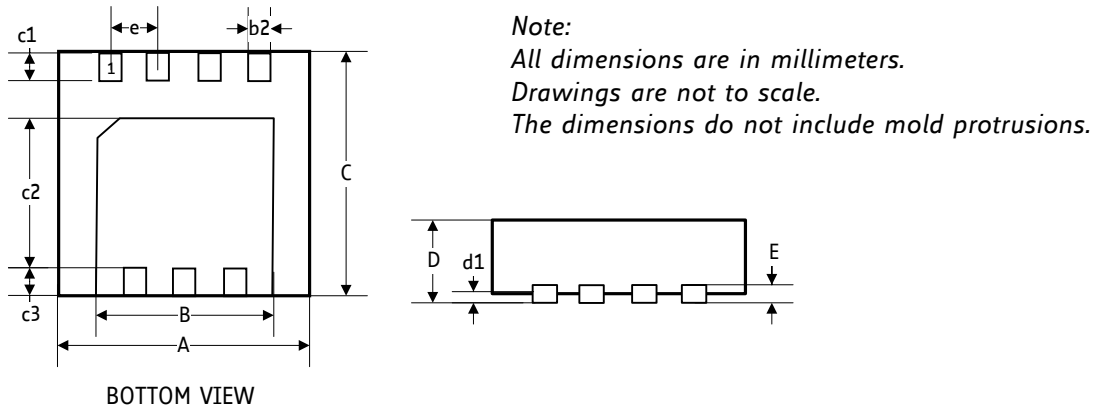 c1
e
b2
1
c2
C
c3
B
A
BOTTOM VIEW
Note:
All dimensions are in millimeters.
Drawings are not to scale.
The dimensions do not include mold protrusions.
D
d1
E